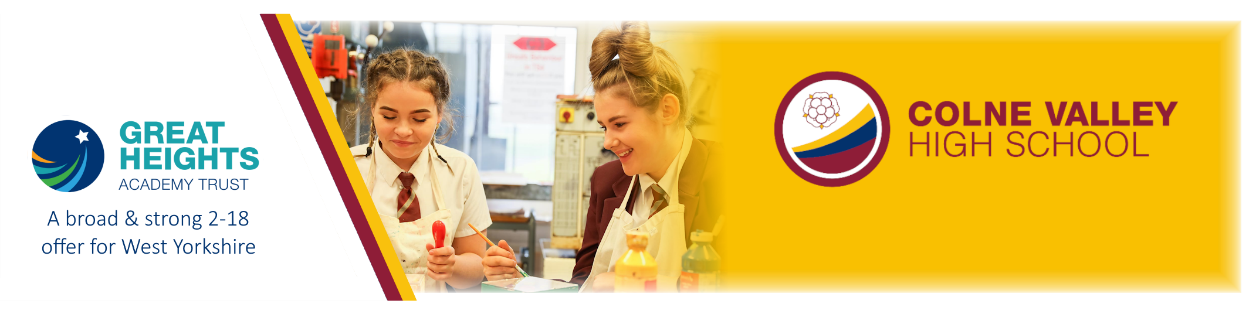 GREAT
HEIGHTS
ACADEMY TRUST
A broad & strong 2-18
offer for West Yorkshire
COLNE VALLEY
HIGH SCHOOL